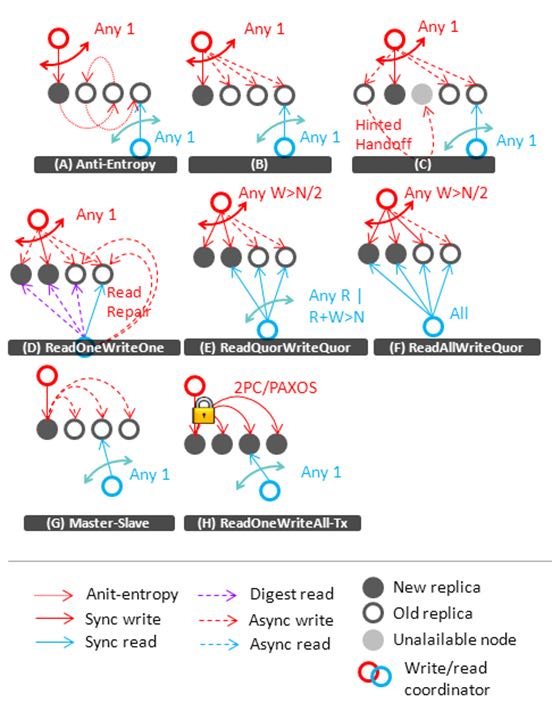 Any 1
Any 1
Any 1
Any 1
Hinted
Handoff
Any 1
Any 1
(A) Anti-Entropy
(B)
(C)
Any 1
Any W>N/2
Any W>N/2
Read
Repair
Any R |
R+W>N
All
(D) ReadOneWriteOne
(E) ReadQuorWriteQuor
(F) ReadAllWriteQuor
2PC/PAXOS
Any 1
Any 1
(G) Master-Slave
(H) ReadOneWriteAll-Tx
Anit-entropy
Sync write
Sync read
Digest read
Async write
Async read
New replica
Old replica
Unalailable node
Write/read
coordinator